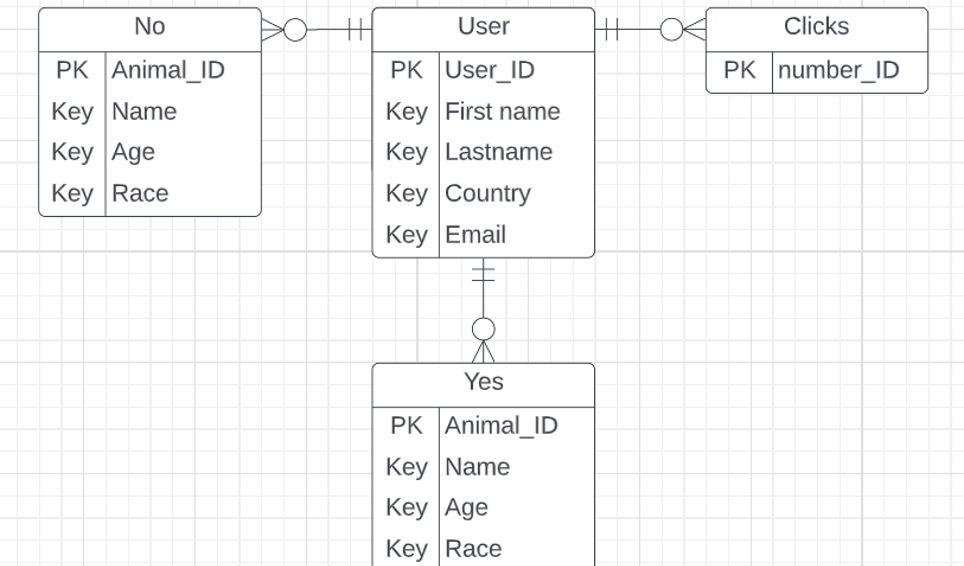 No
PK Animal_ID
Key Name
Key Age
Key Race
User
PK User_ID
Key First name
Key Lastname
Key Country
Key Email
Clicks
PK number_ID
Yes
PK Animal_ID
Key Name
Key Age
Key Race